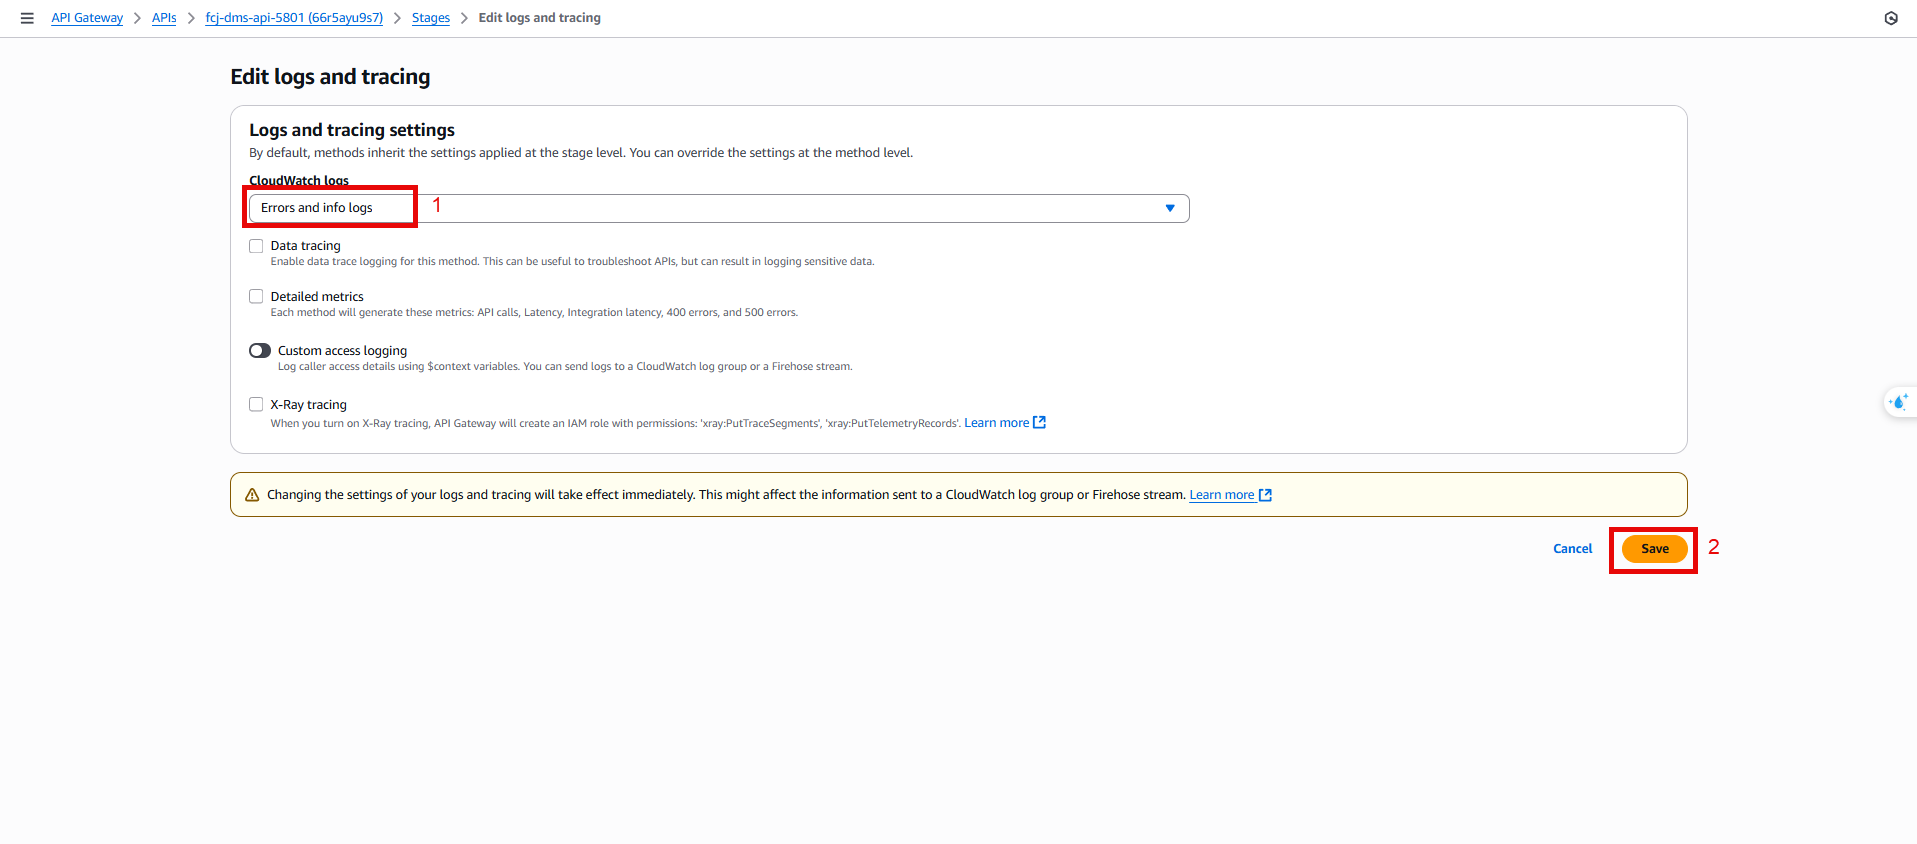 API Gateway > APIs > fcj-dms-api-5801 (66r5ayu9s7) > Stages > Edit logs and tracing
Edit logs and tracing
Logs and tracing settings
By default, methods inherit the settings applied at the stage level. You can override the settings at the method level.
CloudWatch logs
Errors and info logs 1
Data tracing
Enable data trace logging for this method. This can be useful to troubleshoot APIs, but can result in logging sensitive data.
Detailed metrics
Each method will generate these metrics: API calls, Latency, Integration latency, 400 errors, and 500 errors.
Custom access logging
Log caller access details using $context variables. You can send logs to a CloudWatch log group or a Firehose stream.
X-Ray tracing
When you turn on X-Ray tracing, API Gateway will create an IAM role with permissions: 'xray:PutTraceSegments', 'xray:PutTelemetryRecords'. Learn more
Changing the settings of your logs and tracing will take effect immediately. This might affect the information sent to a CloudWatch log group or Firehose stream. Learn more
Cancel Save 2